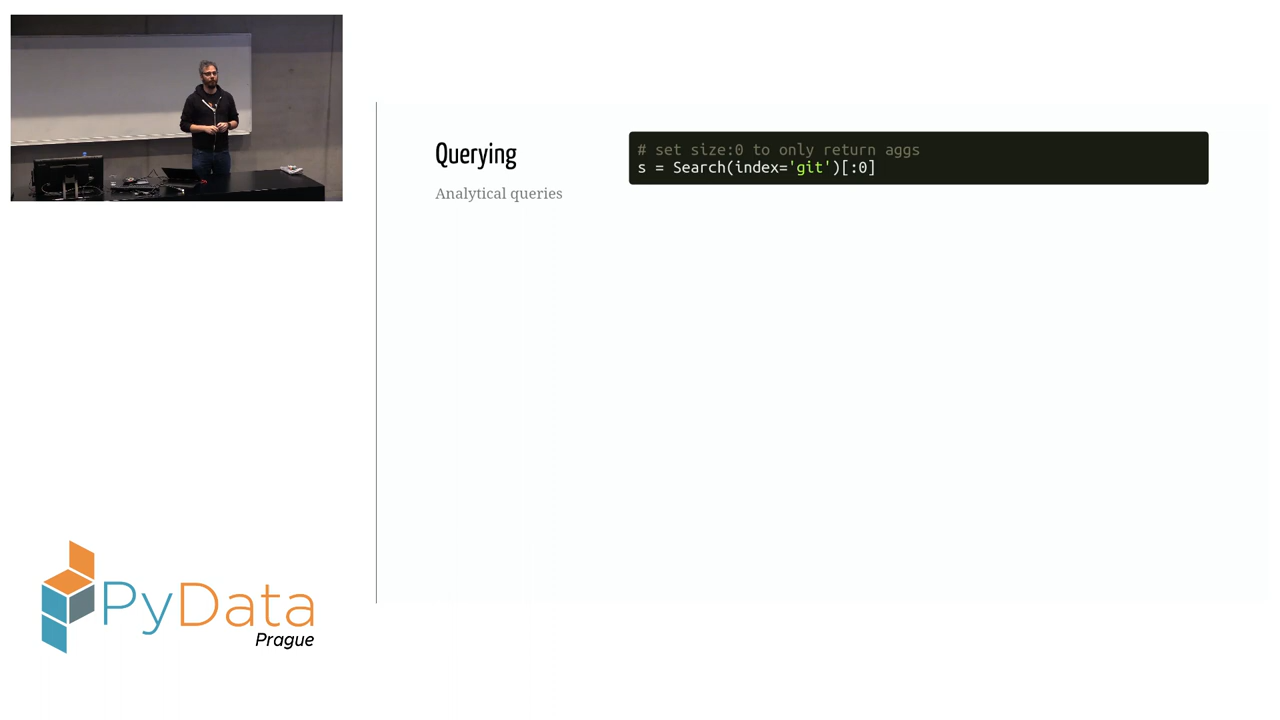 Querying
Analytical queries
# set size:0 to only return aggs
s = Search(index='git')[:0]
PyData
Prague